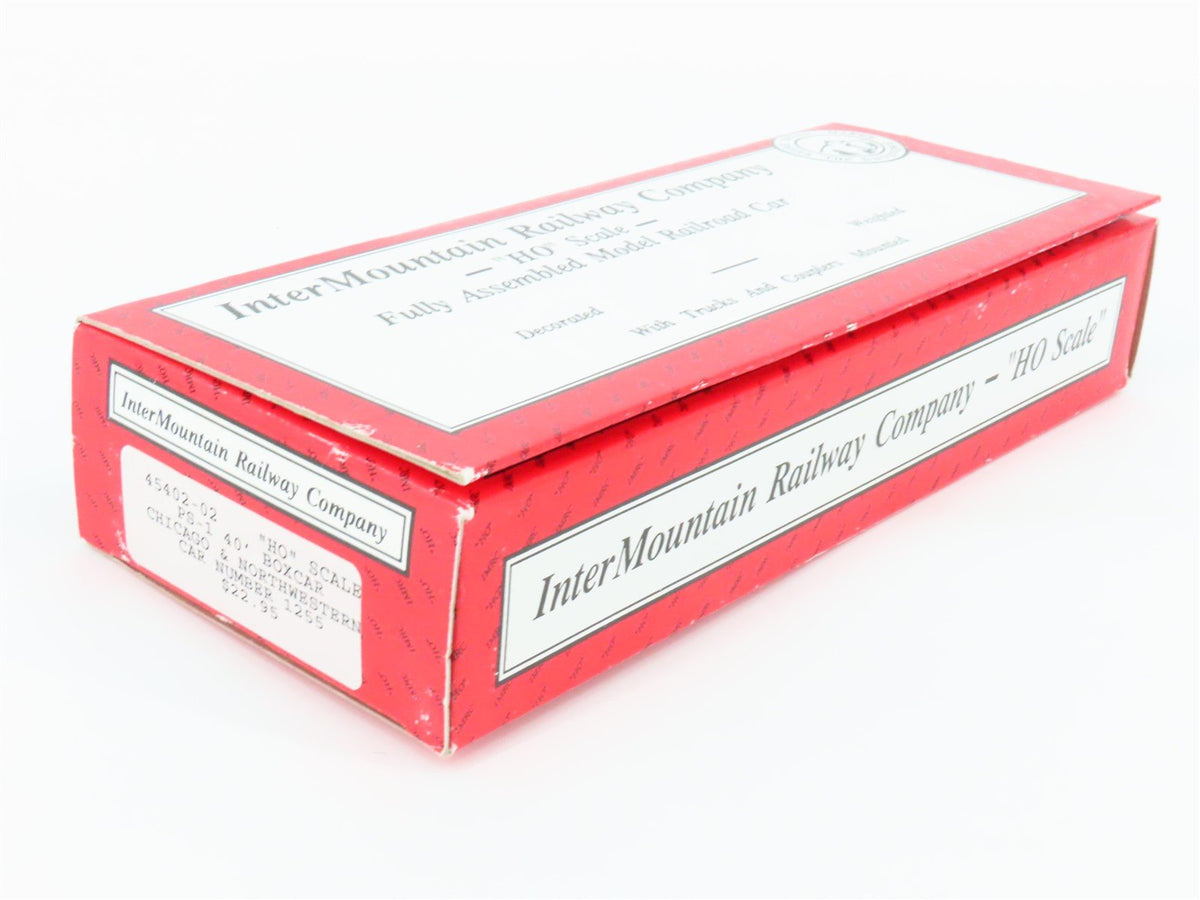 InterMountain Railway Company
— "HO" Scale —
Fully Assembled Model Railroad Car
Decorated Weighted
With Trucks And Couplers Mounted
InterMountain Railway Company
45402-02 "HO" SCALE
PS-1 40' BOXCAR
CHICAGO & NORTHWESTERN
CAR NUMBER 1255
$22.95
InterMountain Railway Company – "HO Scale"